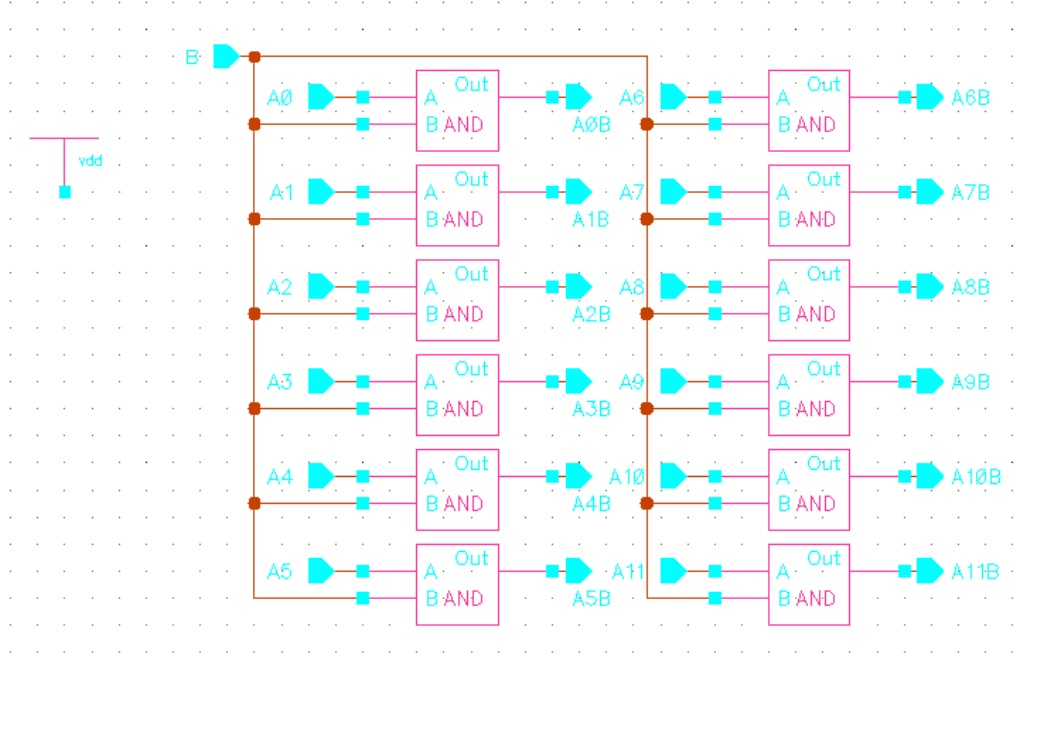 B
Out Out
A0 A A6 A A6B
B AND A0B B AND
vdd
Out Out
A1 A A7 A A7B
B AND A1B B AND
Out Out
A2 A A8 A A8B
B AND A2B B AND
Out Out
A3 A A9 A A9B
B AND A3B B AND
Out Out
A4 A A10 A A10B
B AND A4B B AND
Out Out
A5 A A11 A A11B
B AND A5B B AND